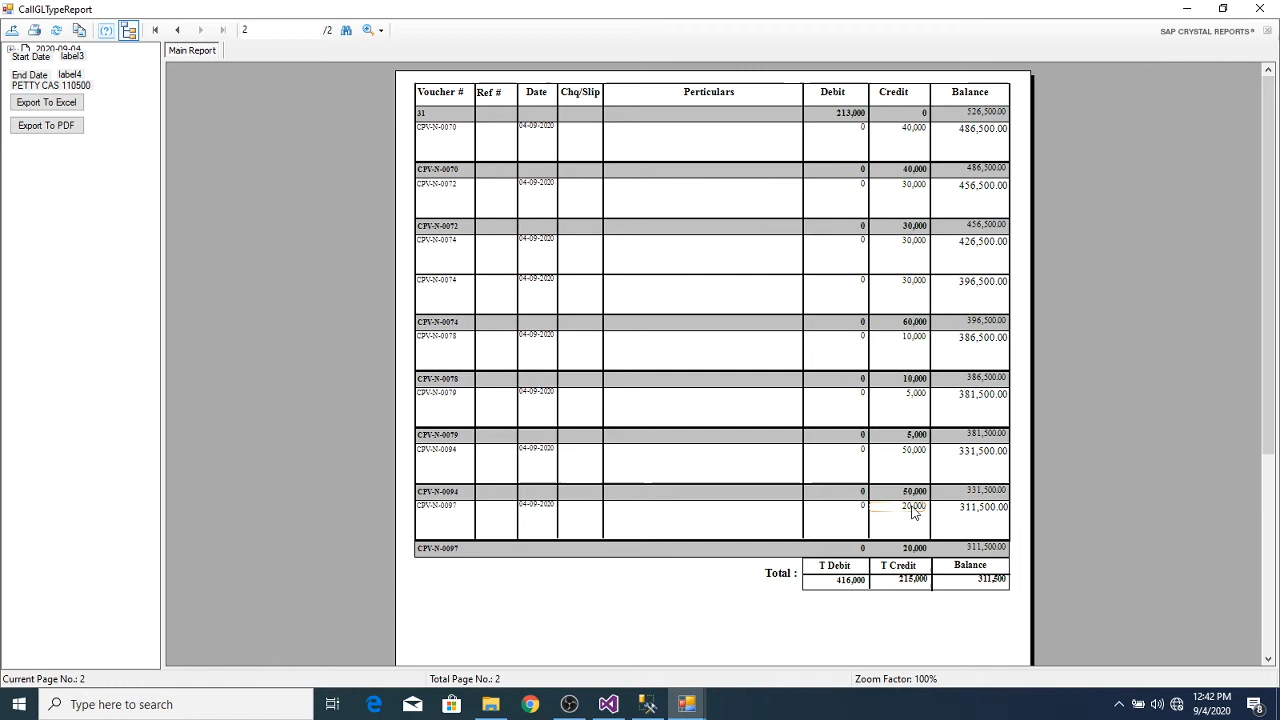 CallGLTypeReport
2 /2
SAP CRYSTAL REPORTS®
2020-09-04
Start Date label3
End Date label4
PETTY CAS 110500
Export To Excel
Export To PDF
Main Report
Voucher # Ref # Date Chq/Slip Perticulars Debit Credit Balance
31 213,000 0 526,500.00
CPV-N-0070 04-09-2020 0 40,000 486,500.00
CPV-N-0070 0 40,000 486,500.00
CPV-N-0072 04-09-2020 0 30,000 456,500.00
CPV-N-0072 0 30,000 456,500.00
CPV-N-0074 04-09-2020 0 30,000 426,500.00
CPV-N-0074 04-09-2020 0 30,000 396,500.00
CPV-N-0074 0 60,000 396,500.00
CPV-N-0078 04-09-2020 0 10,000 386,500.00
CPV-N-0078 0 10,000 386,500.00
CPV-N-0079 04-09-2020 0 5,000 381,500.00
CPV-N-0079 0 5,000 381,500.00
CPV-N-0094 04-09-2020 0 50,000 331,500.00
CPV-N-0094 0 50,000 331,500.00
CPV-N-0097 04-09-2020 0 20,000 311,500.00
CPV-N-0097 0 20,000 311,500.00
T Debit T Credit Balance
Total : 416,000 215,000 311,500
Current Page No.: 2 Total Page No.: 2 Zoom Factor: 100%
Type here to search
12:42 PM
9/4/2020
8